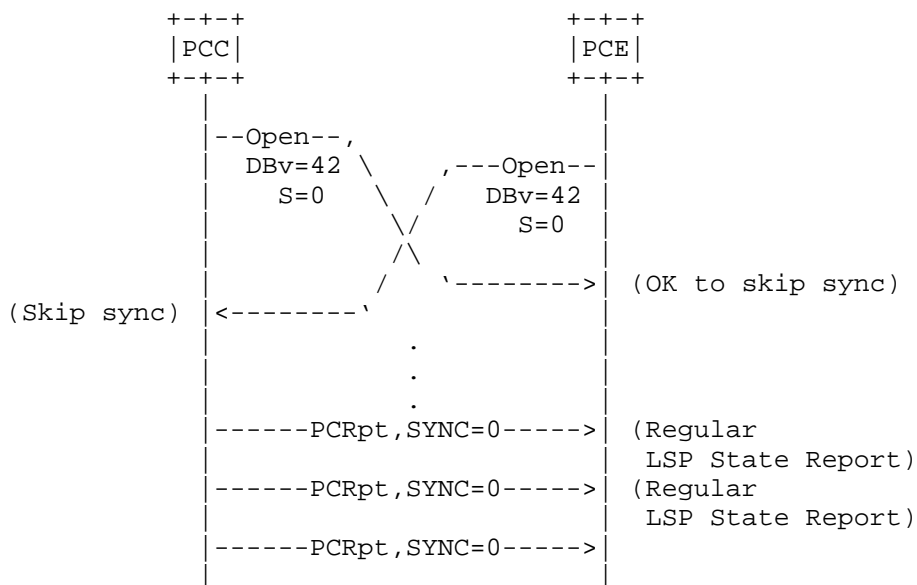 +-+-+                    +-+-+
|PCC|                    |PCE|
+-+-+                    +-+-+
--Open--,
DBv=42    ,---Open--
S=0    DBv=42
S=0
'-------->  (OK to skip sync)
(Skip sync)  <--------`
.
.
.
------PCRpt,SYNC=0----->  (Regular
LSP State Report)
------PCRpt,SYNC=0----->  (Regular
LSP State Report)
------PCRpt,SYNC=0----->